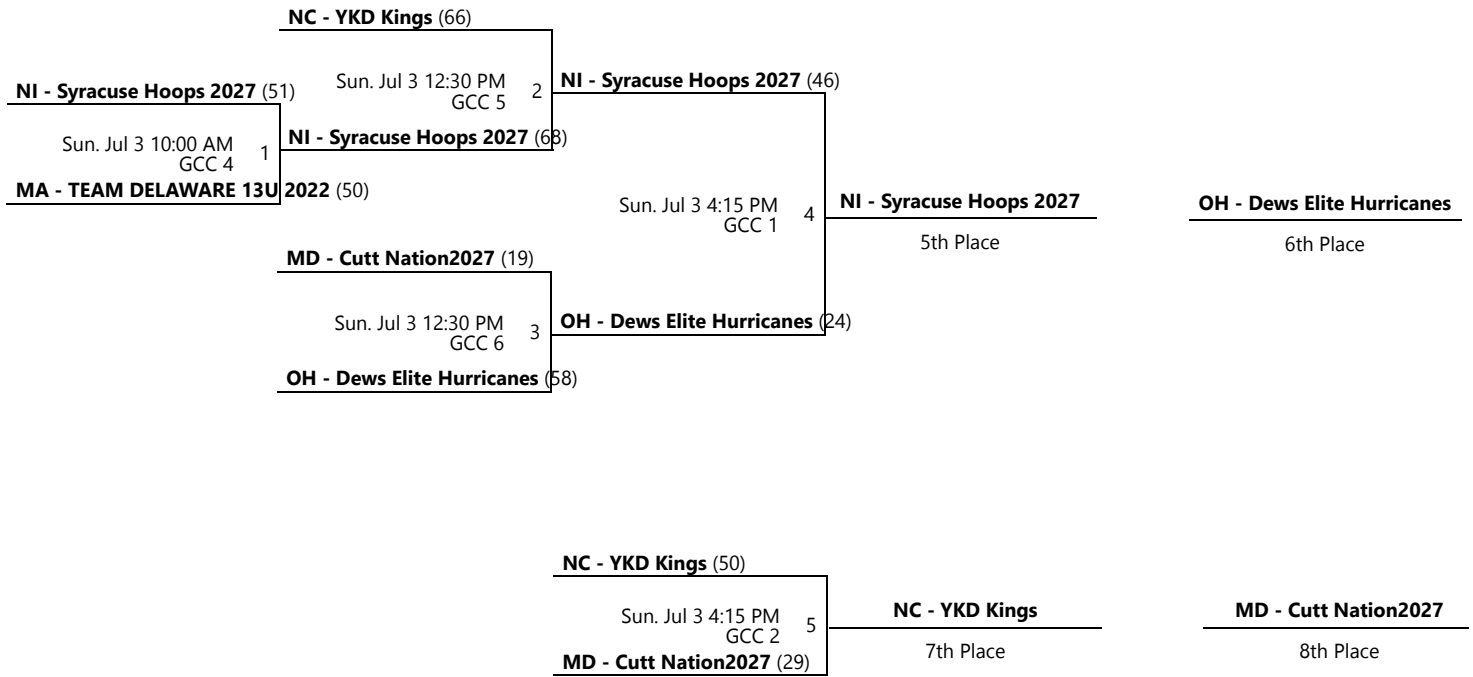 NC - YKD Kings (66)
NI - Syracuse Hoops 2027 (51)
Sun. Jul 3 12:30 PM
GCC 5
2
NI - Syracuse Hoops 2027 (46)
Sun. Jul 3 10:00 AM
GCC 4
1
NI - Syracuse Hoops 2027 (68)
MA - TEAM DELAWARE 13U 2022 (50)
Sun. Jul 3 4:15 PM
GCC 1
4
NI - Syracuse Hoops 2027
5th Place
OH - Dews Elite Hurricanes
6th Place
MD - Cutt Nation2027 (19)
Sun. Jul 3 12:30 PM
GCC 6
3
OH - Dews Elite Hurricanes (24)
OH - Dews Elite Hurricanes (58)
NC - YKD Kings (50)
Sun. Jul 3 4:15 PM
GCC 2
5
NC - YKD Kings
7th Place
MD - Cutt Nation2027
8th Place
MD - Cutt Nation2027 (29)